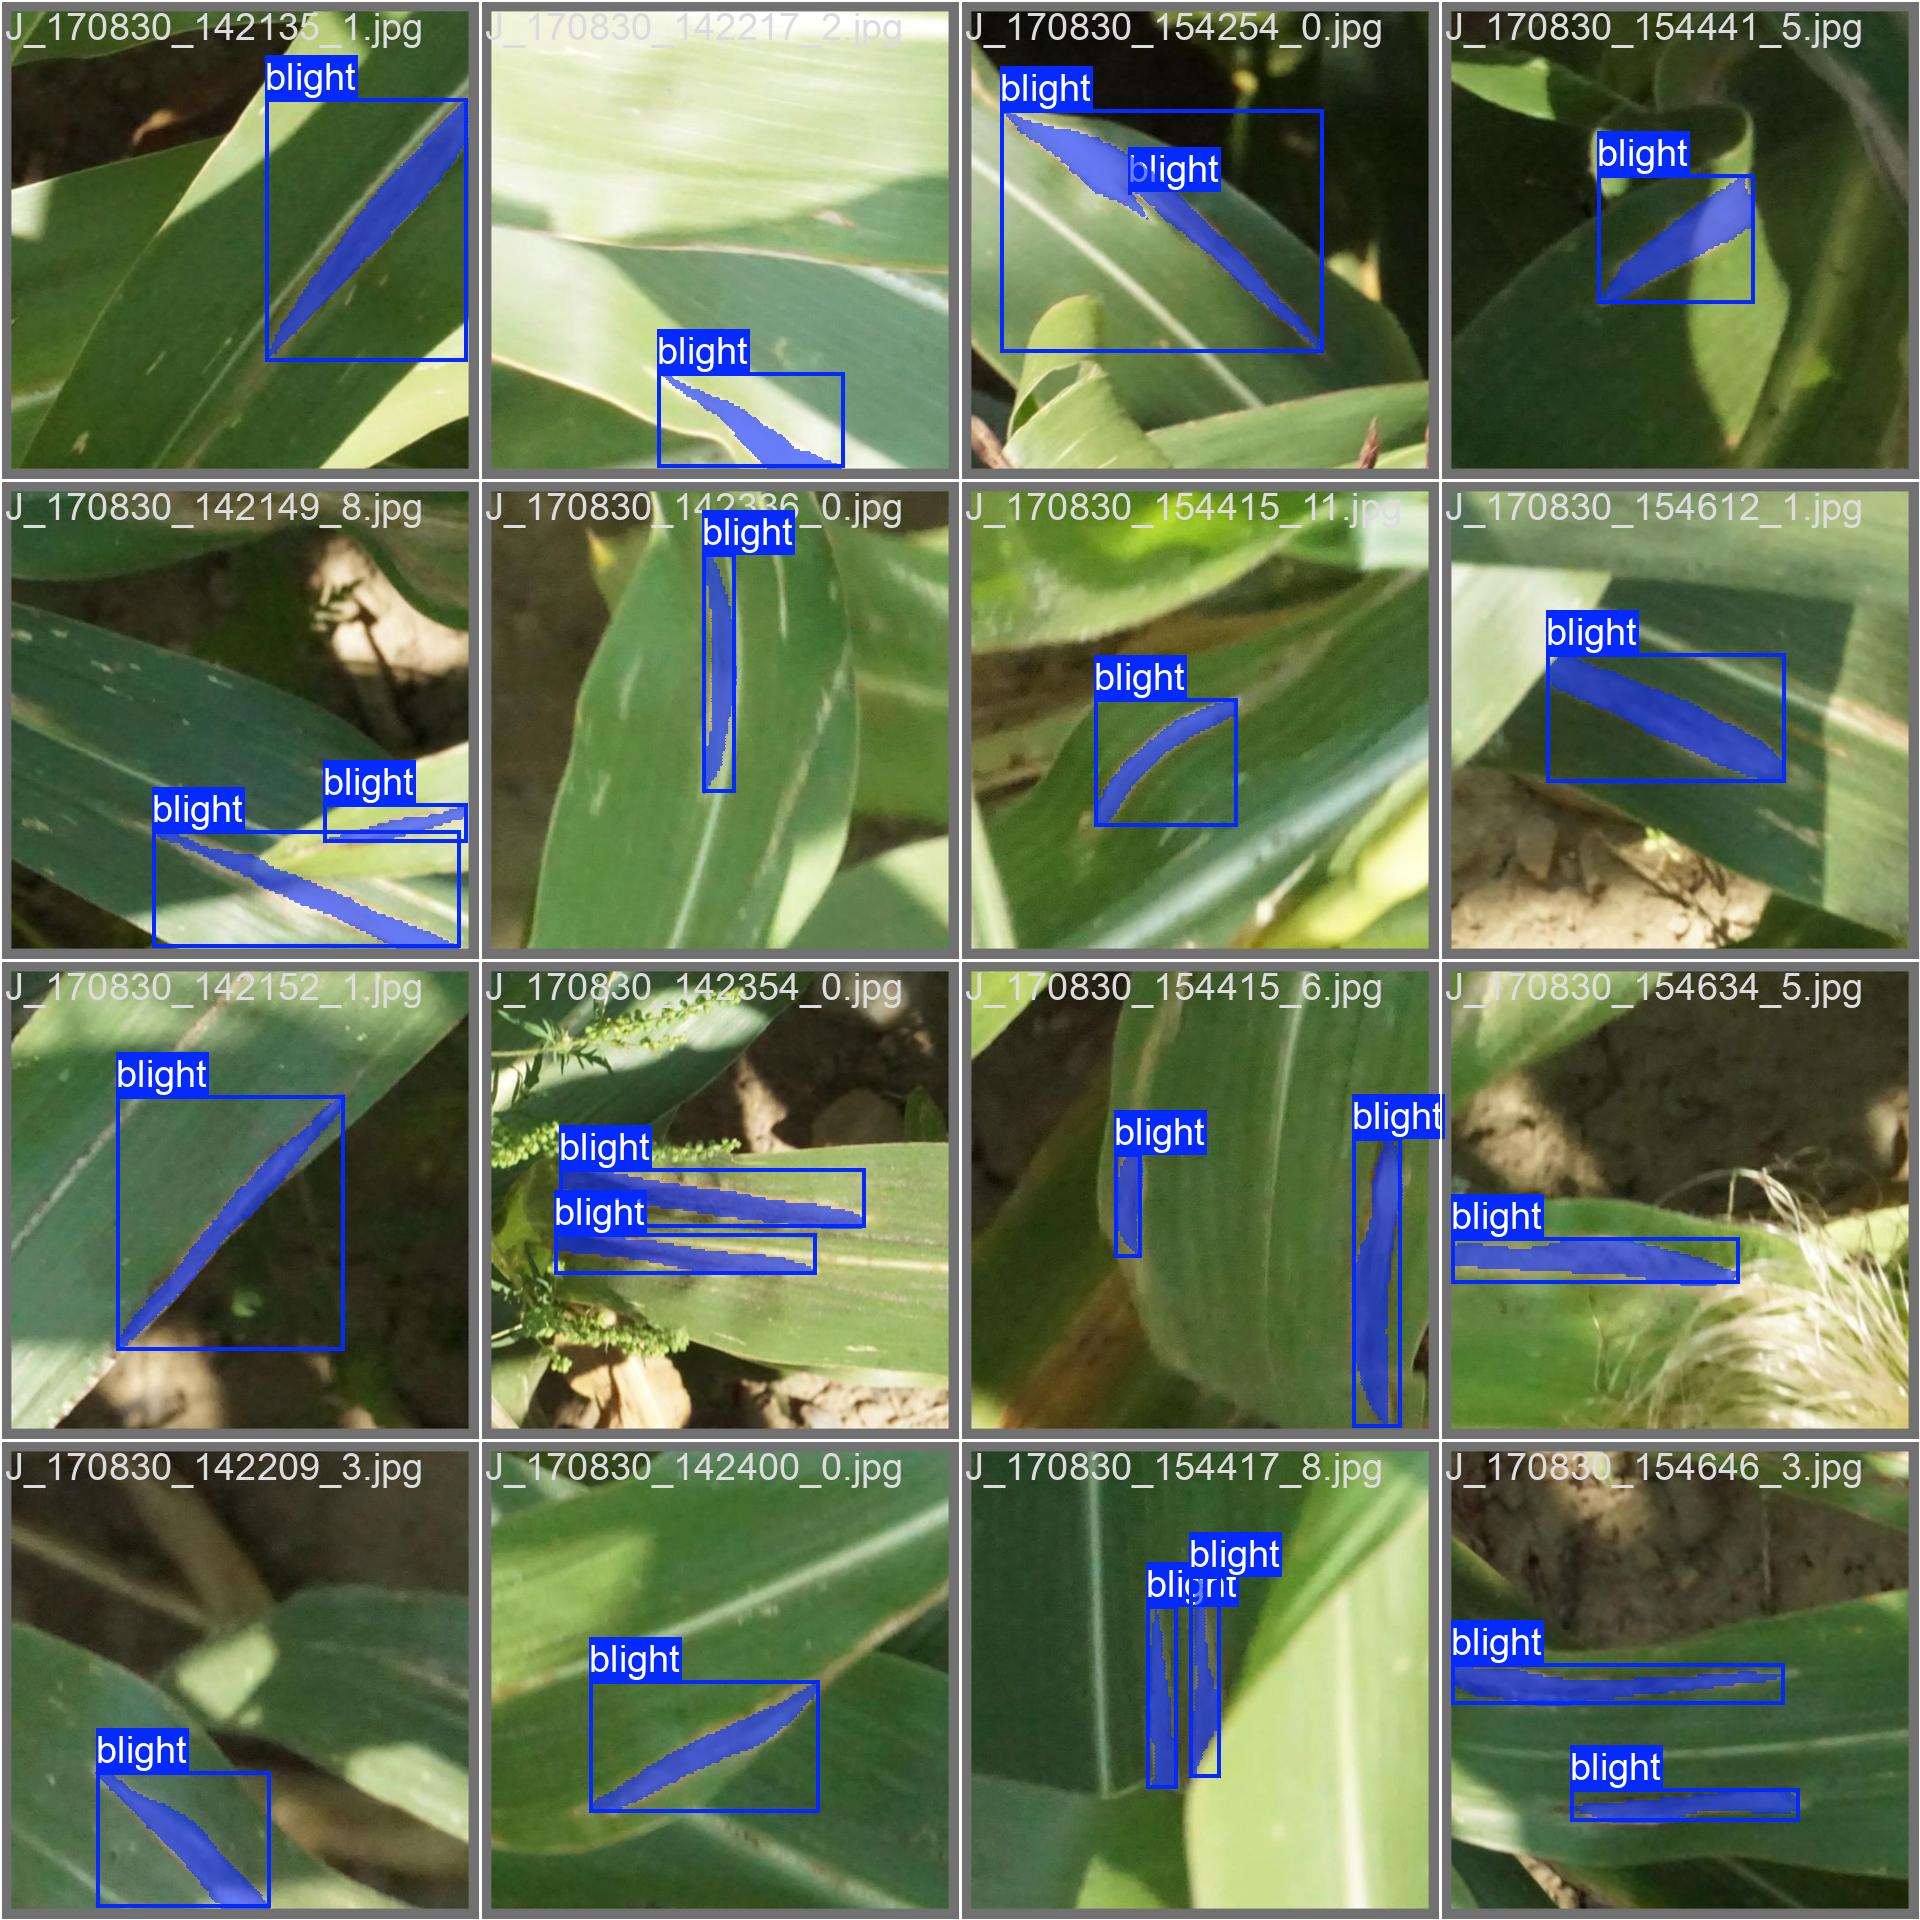 J_170830_142135_1.jpg
blight
J_170830_142217_2.jpg
blight
J_170830_154254_0.jpg
blight
blight
J_170830_154441_5.jpg
blight
J_170830_142149_8.jpg
blight
blight
J_170830_142336_0.jpg
blight
J_170830_154415_11.jpg
blight
J_170830_154612_1.jpg
blight
J_170830_142152_1.jpg
blight
J_170830_142354_0.jpg
blight
blight
J_170830_154415_6.jpg
blight
blight
J_170830_154634_5.jpg
blight
J_170830_142209_3.jpg
blight
J_170830_142400_0.jpg
blight
J_170830_154417_8.jpg
blight
blight
J_170830_154646_3.jpg
blight
blight